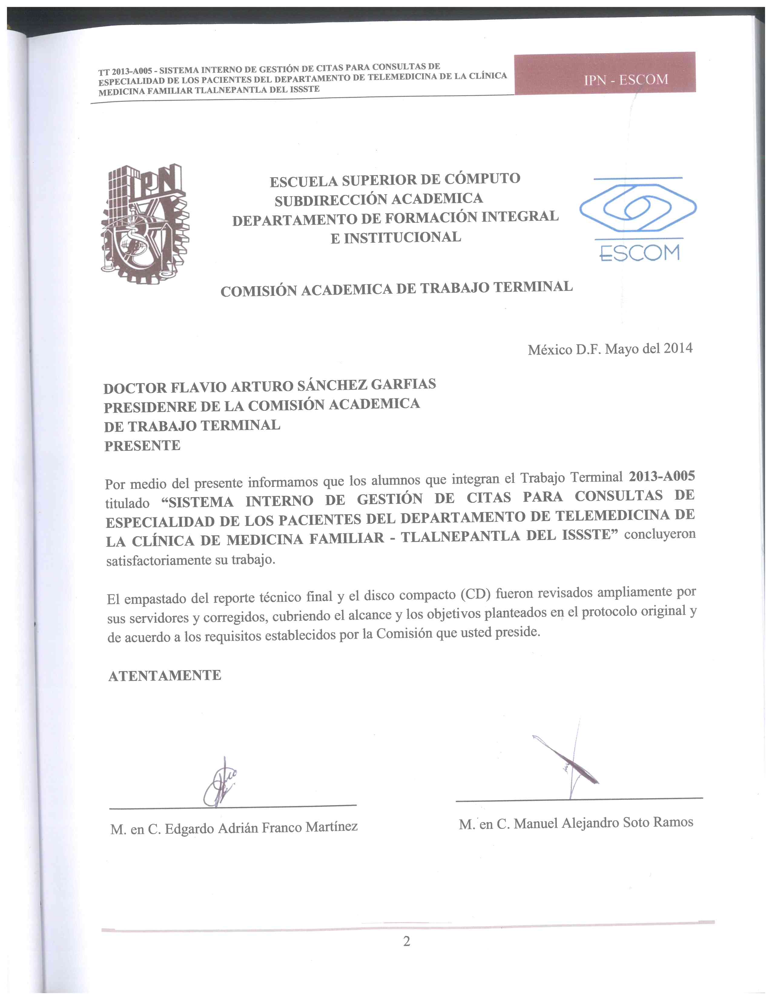 TT 2013-A005 - SISTEMA INTERNO DE GESTIÓN DE CITAS PARA CONSULTAS DE
ESPECIALIDAD DE LOS PACIENTES DEL DEPARTAMENTO DE TELEMEDICINA DE LA CLÍNICA
MEDICINA FAMILIAR TLALNEPANTLA DEL ISSSTE
IPN - ESCOM
IPN
ESCUELA SUPERIOR DE CÓMPUTO
SUBDIRECCIÓN ACADEMICA
DEPARTAMENTO DE FORMACIÓN INTEGRAL
E INSTITUCIONAL
ESCOM
COMISIÓN ACADEMICA DE TRABAJO TERMINAL
México D.F. Mayo del 2014
DOCTOR FLAVIO ARTURO SÁNCHEZ GARFIAS
PRESIDENRE DE LA COMISIÓN ACADEMICA
DE TRABAJO TERMINAL
PRESENTE
Por medio del presente informamos que los alumnos que integran el Trabajo Terminal 2013-A005
titulado “SISTEMA INTERNO DE GESTIÓN DE CITAS PARA CONSULTAS DE
ESPECIALIDAD DE LOS PACIENTES DEL DEPARTAMENTO DE TELEMEDICINA DE
LA CLÍNICA DE MEDICINA FAMILIAR - TLALNEPANTLA DEL ISSSTE” concluyeron
satisfactoriamente su trabajo.
El empastado del reporte técnico final y el disco compacto (CD) fueron revisados ampliamente por
sus servidores y corregidos, cubriendo el alcance y los objetivos planteados en el protocolo original y
de acuerdo a los requisitos establecidos por la Comisión que usted preside.
ATENTAMENTE
M. en C. Edgardo Adrián Franco Martínez
M. en C. Manuel Alejandro Soto Ramos
2